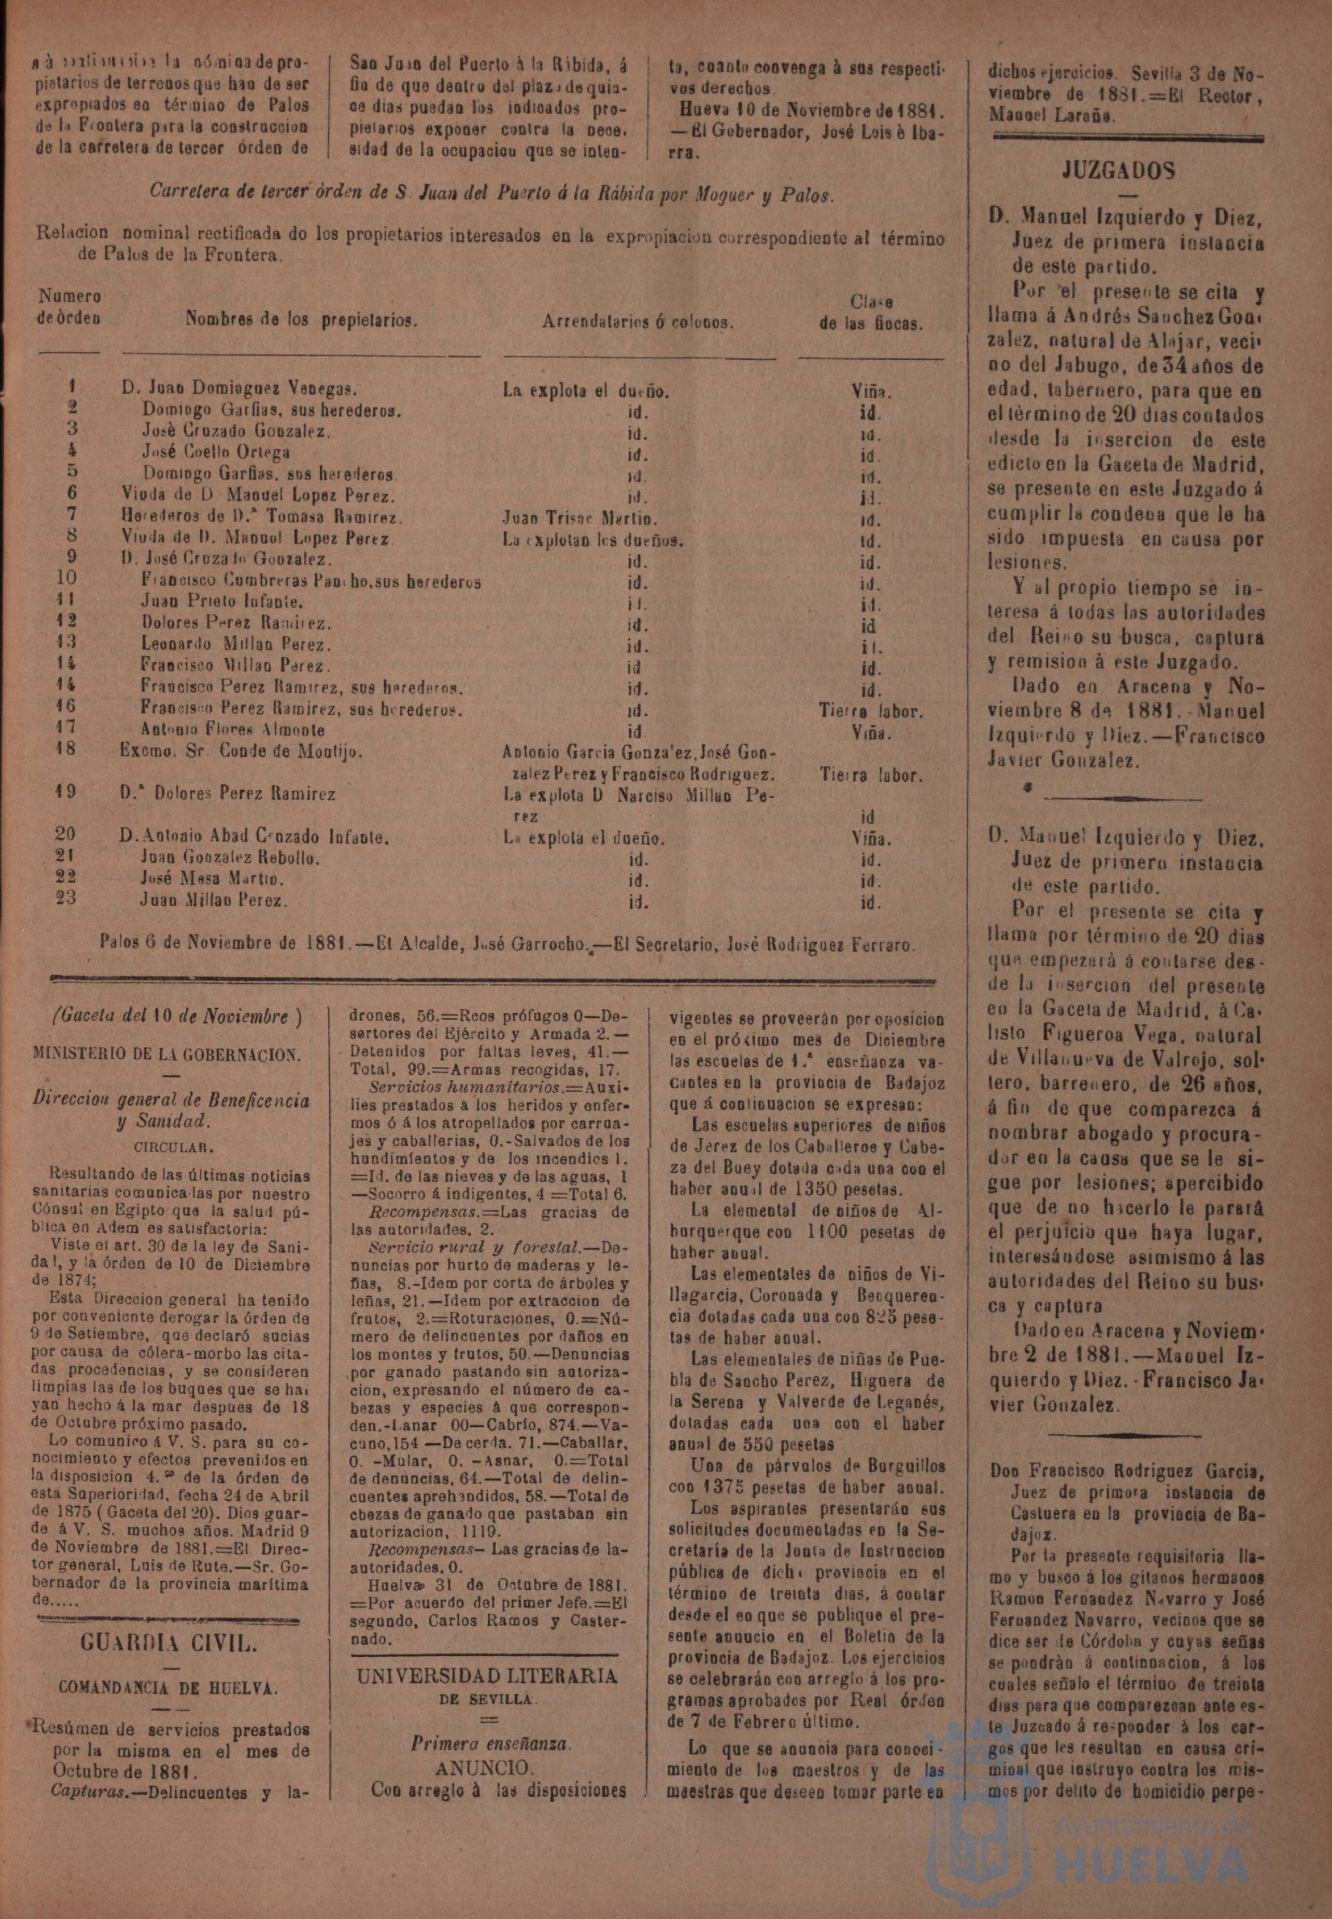 la nómina de pro-
pietarios de terrenos que han de ser
expropiados en término de Palos
de la Frontera para la construccion
de la carretera de tercer órden de
San Juan del Puerto á la Rábida, á
fin de que dentro del plazo de quin-
ce dias puedan los indicados pro-
pietarios exponer contra la nece-
sidad de la ocupacion que se inten-
ta, cuanto convenga à sus respecti-
vos derechos.
Hueva 10 de Noviembre de 1881.
—El Gobernador, José Lois è Iba-
rra.
Carretera de tercer órden de S. Juan del Puerto á la Rábida por Moguer y Palos.
Relacion nominal rectificada do los propietarios interesados en la expropiacion correspondiente al término
de Palos de la Frontera.
Numero de òrden Nombres de los prepietarios. Arrendatarios ó colonos. Clase de las fincas.
1 D. Juan Dominguez Venegas. La explota el dueño. Viña.
2 Domingo Garfias, sus herederos. id. id.
3 Josè Cruzado Gonzalez. id. id.
4 José Coello Ortega id. id.
5 Domingo Garfias, sus herederos. id. id.
6 Viuda de D Manuel Lopez Perez. id. id.
7 Herederos de D.ª Tomasa Ramirez. Juan Trisac Martin. id.
8 Viuda de D. Manuel Lopez Perez. La explotan los dueños. id.
9 D. José Cruzado Gonzalez. id. id.
10 Francisco Cumbreras Pancho, sus herederos id. id.
11 Juan Prieto Infante. id. id.
12 Dolores Perez Ramirez. id. id
13 Leonardo Millan Perez. id. id.
14 Francisco Millan Perez. id id.
14 Francisco Perez Ramirez, sus herederos. id. id.
16 Francisco Perez Ramirez, sus herederos. id. Tierra labor.
17 Antonio Flores Almonte id. Viña.
18 Excmo. Sr. Conde de Montijo. Antonio Garcia Gonzalez, José Gon-
zalez Perez y Francisco Rodriguez. Tierra labor.
19 D.ª Dolores Perez Ramirez La explota D Narciso Millan Pe-
rez id
20 D. Antonio Abad Cruzado Infante. La explota el dueño. Viña.
21 Juan Gonzalez Rebollo. id. id.
22 José Mesa Martin. id. id.
23 Juan Millan Perez. id. id.
Palos 6 de Noviembre de 1881.—El Alcalde, José Garrocho.—El Secretario, José Rodriguez Ferraro.
(Gaceta del 10 de Noviembre )
MINISTERIO DE LA GOBERNACION.
Direccion general de Beneficencia
y Sanidad.
CIRCULAR.
Resultando de las últimas noticias
sanitarias comunicadas por nuestro
Cónsul en Egipto que la salud pú-
blica en Adem es satisfactoria:
Viste el art. 30 de la ley de Sani-
dad, y la órden de 10 de Diciembre
de 1874;
Esta Direccion general ha tenido
por conveniente derogar la órden de
9 de Setiembre, que declaró sucias
por causa de cólera-morbo las cita-
das procedencias, y se consideren
limpias las de los buques que se hai
yan hecho á la mar despues de 18
de Octubre próximo pasado.
Lo comunico á V. S. para su co-
nocimiento y efectos prevenidos en
la disposicion 4.ª de la órden de
esta Superioridad, fecha 24 de Abril
de 1875 (Gaceta del 20). Dios guar-
de á V. S. muchos años. Madrid 9
de Noviembre de 1881.=El Direc-
tor general, Luis de Rute.—Sr. Go-
bernador de la provincia marítima
de.....
GUARDIA CIVIL.
COMANDANCIA DE HUELVA.
Resúmen de servicios prestados
por la misma en el mes de
Octubre de 1881.
Capturas.—Delincuentes y la-
drones, 56.=Reos prófugos 0—De-
sertores del Ejército y Armada 2.—
Detenidos por faltas leves, 41.—
Total, 99.=Armas recogidas, 17.
Servicios humanitarios.=Auxi-
lies prestados à los heridos y enfer-
mos ó á los atropellados por carrua-
jes y caballerias, 0.-Salvados de los
hundimientos y de los incendios 1.
=Id. de las nieves y de las aguas, 1
—Socorro á indigentes, 4 =Total 6.
Recompensas.=Las gracias de
las autoridades, 2.
Servicio rural y forestal.—De-
nuncias por hurto de maderas y le-
ñas, 8.-Idem por corta de árboles y
leñas, 21.—Idem por extraccion de
frutos, 2.=Roturaciones, 0.=Nú-
mero de delincuentes por daños en
los montes y frutos, 50.—Denuncias
por ganado pastando sin autoriza-
cion, expresando el número de ca-
bezas y especies á que correspon-
den.-Lanar 00—Cabrío, 874.—Va-
cuno, 154 —De cerda. 71.—Caballar,
0. -Mular, 0. -Asnar, 0.=Total
de denúncias, 64.—Total de delin-
cuentes aprehendidos, 58.—Total de
cbezas de ganado que pastaban sin
autorizacion, 1119.
Recompensas— Las gracias de la-
autoridades, 0.
Huelva 31 de Octubre de 1881.
=Por acuerdo del primer Jefe.=El
segundo, Carlos Ramos y Caster-
nado.
UNIVERSIDAD LITERARIA
DE SEVILLA.
Primera enseñanza.
ANUNCIO.
Con arreglo à las disposiciones
vigentes se proveerán por oposicion
en el próximo mes de Diciembre
las escuelas de 1.ª enseñanza va-
cantes en la provincia de Badajoz
que á continuacion se expresan:
Las escuelas superiores de niños
de Jerez de los Caballeros y Cabe-
za del Buey dotada cada una con el
haber anual de 1350 pesetas.
La elemental de niños de Al-
burquerque con 1100 pesetas de
haber anual.
Las elementales de niños de Vi-
llagarcia, Coronada y Benqueren-
cia dotadas cada una con 825 pese-
tas de haber anual.
Las elementales de niñas de Pue-
bla de Sancho Perez, Higuera de
la Serena y Valverde de Leganés,
dotadas cada una con el haber
anual de 550 pesetas
Una de párvulos de Burguillos
con 1375 pesetas de haber anual.
Los aspirantes presentarán sus
solicitudes documentadas en la Se-
cretaría de la Junta de Instruccion
pública de dicha provincia en el
término de treinta dias, á contar
desde el en que se publique el pre-
sente anuncio en el Boletin de la
provincia de Badajoz. Los ejercicios
se celebrarán con arreglo á los pro-
gramas aprobados por Real órden
de 7 de Febrero último.
Lo que se anuncia para conoci-
miento de los maestros y de las
maestras que deseen tomar parte en
dichos ejercicios. Sevilla 3 de No-
viembre de 1881.=El Rector,
Manuel Laraña.
JUZGADOS
D. Manuel Izquierdo y Diez,
Juez de primera instancia
de este partido.
Por el presente se cita y
llama á Andrés Sanchez Gon-
zalez, natural de Alajar, veci-
no del Jabugo, de 34 años de
edad, tabernero, para que en
el término de 20 dias contados
desde la insercion de este
edicto en la Gaceta de Madrid,
se presente en este Juzgado á
cumplir la condena que le ha
sido impuesta en causa por
lesiones.
Y al propio tiempo se in-
teresa á todas las autoridades
del Reino su busca, captura
y remision à este Juzgado.
Dado en Aracena y No-
viembre 8 de 1881.-Manuel
Izquierdo y Diez.—Francisco
Javier Gonzalez.
D. Manuel Izquierdo y Diez,
Juez de primera instancia
de este partido.
Por el presente se cita y
llama por término de 20 dias
que empezará á contarse des-
de la insercion del presente
en la Gaceta de Madrid, á Ca-
listo Figueroa Vega, natural
de Villanueva de Valrojo, sol-
tero, barrenero, de 26 años,
á fin de que comparezca á
nombrar abogado y procura-
dor en la causa que se le si-
gue por lesiones; apercibido
que de no hacerlo le parará
el perjuicio que haya lugar,
interesándose asimismo á las
autoridades del Reino su bus-
ca y captura
Dado en Aracena y Noviem-
bre 2 de 1881.—Manuel Iz-
quierdo y Diez.-Francisco Ja-
vier Gonzalez.
Don Francisco Rodriguez Garcia,
Juez de primera instancia de
Castuera en la provincia de Ba-
dajoz.
Por la presente requisitoria lla-
mo y busco á los gitanos hermanos
Ramon Fernandez Navarro y José
Fernandez Navarro, vecinos que se
dice ser de Córdoba y cuyas señas
se pondràn á continuacion, á los
cuales señalo el término de treinta
dias para que comparezcan ante es-
te Juzgado á responder à los car-
gos que les resultan en causa cri-
minal que instruyo contra los mis-
mos por delito de homicidio perpe-
Ayuntamiento de
HUELVA